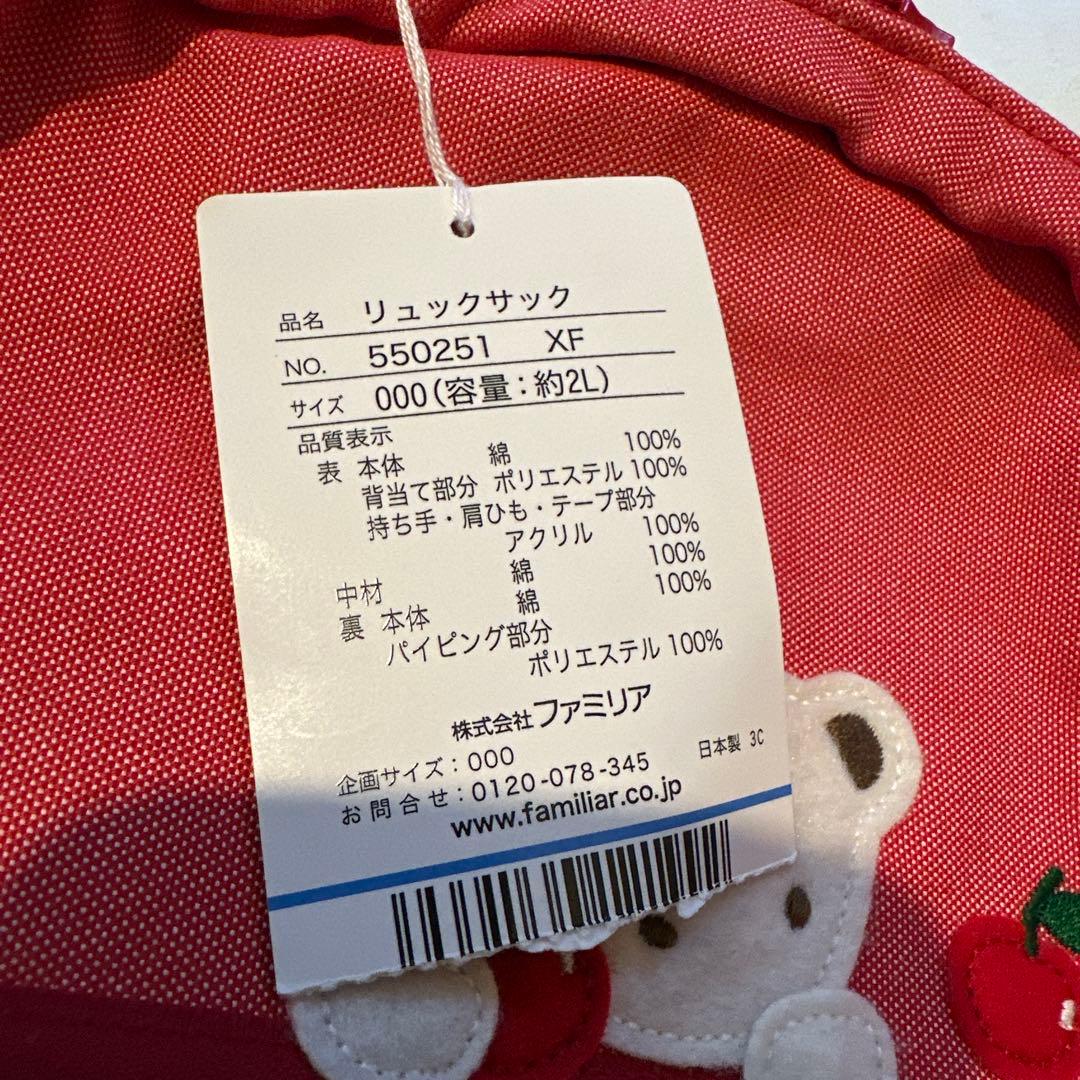 品名 リュックサック
NO. 550251 XF
サイズ 000(容量:約2L)
品質表示
表 本体 綿 100%
背当て部分 ポリエステル 100%
持ち手・肩ひも・テープ部分
アクリル 100%
中材 綿 100%
裏 本体 綿 100%
パイピング部分
ポリエステル 100%
株式会社ファミリア
企画サイズ:000 日本製 3C
お問合せ:0120-078-345
www.familiar.co.jp